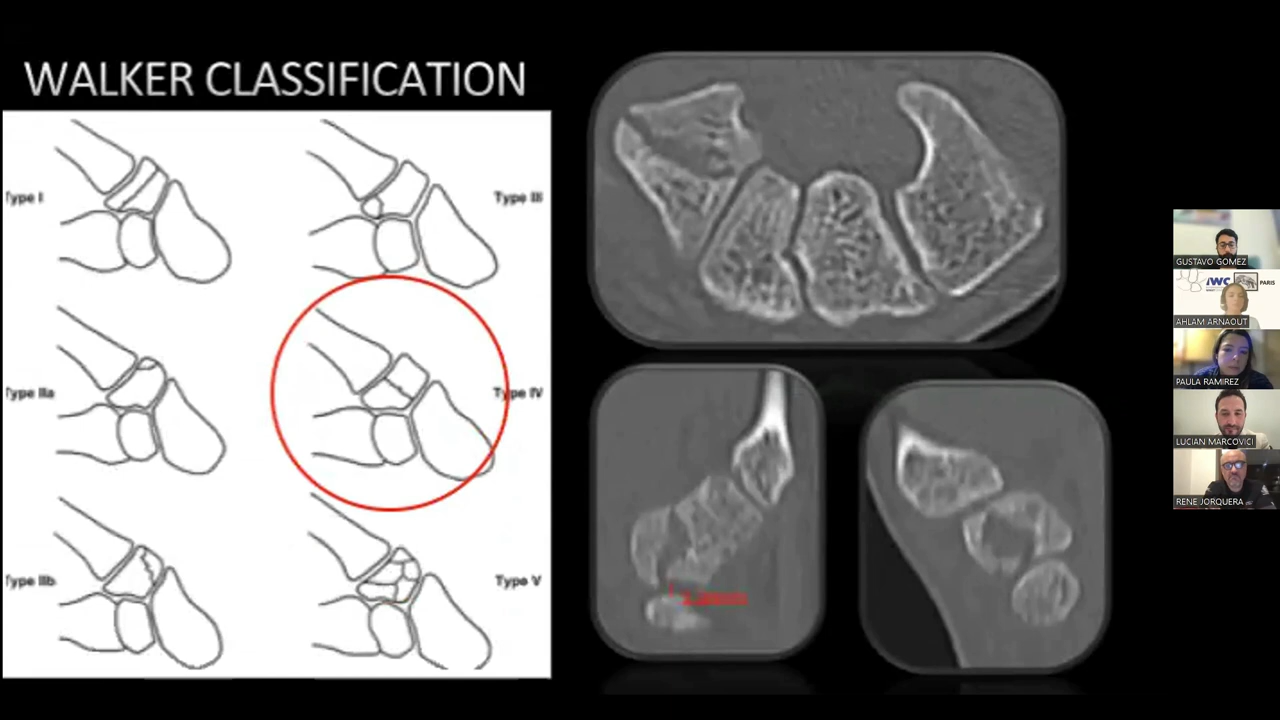 WALKER CLASSIFICATION
Type I
Type III
Type IIa
Type IV
Type IIb
Type V
GUSTAVO GOMEZ
IWC
PARIS
AHLAM ARNAOUT
PAULA RAMIREZ
LUCIAN MARCOVICI
RENE JORQUERA